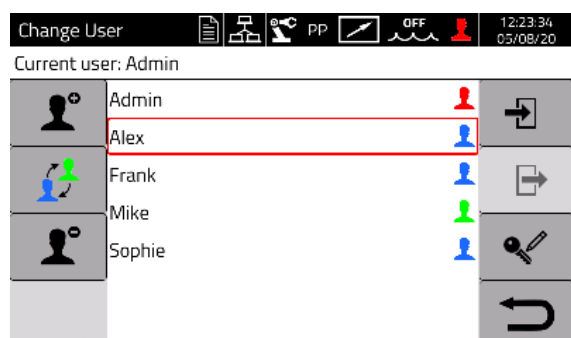 Change User PP OFF 12:23:34
05/08/20
Current user: Admin
Admin
Alex
Frank
Mike
Sophie